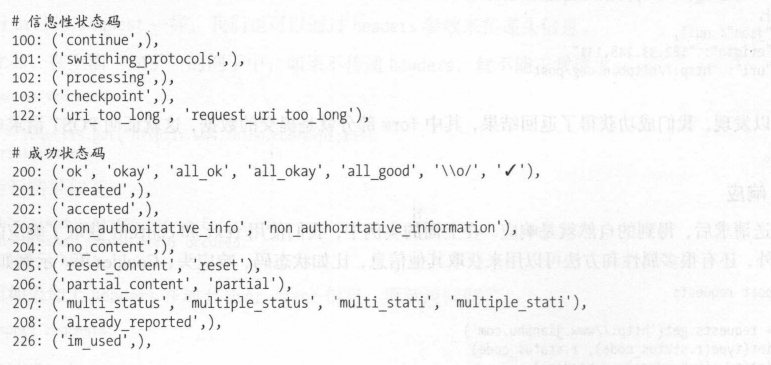 # 信息性状态码
100: ('continue',),
101: ('switching_protocols',),
102: ('processing',),
103: ('checkpoint',),
122: ('uri_too_long', 'request_uri_too_long'),
# 成功状态码
200: ('ok', 'okay', 'all_ok', 'all_okay', 'all_good', '\\o/', '✓'),
201: ('created',),
202: ('accepted',),
203: ('non_authoritative_info', 'non_authoritative_information'),
204: ('no_content',),
205: ('reset_content', 'reset'),
206: ('partial_content', 'partial'),
207: ('multi_status', 'multiple_status', 'multi_stati', 'multiple_stati'),
208: ('already_reported',),
226: ('im_used',),